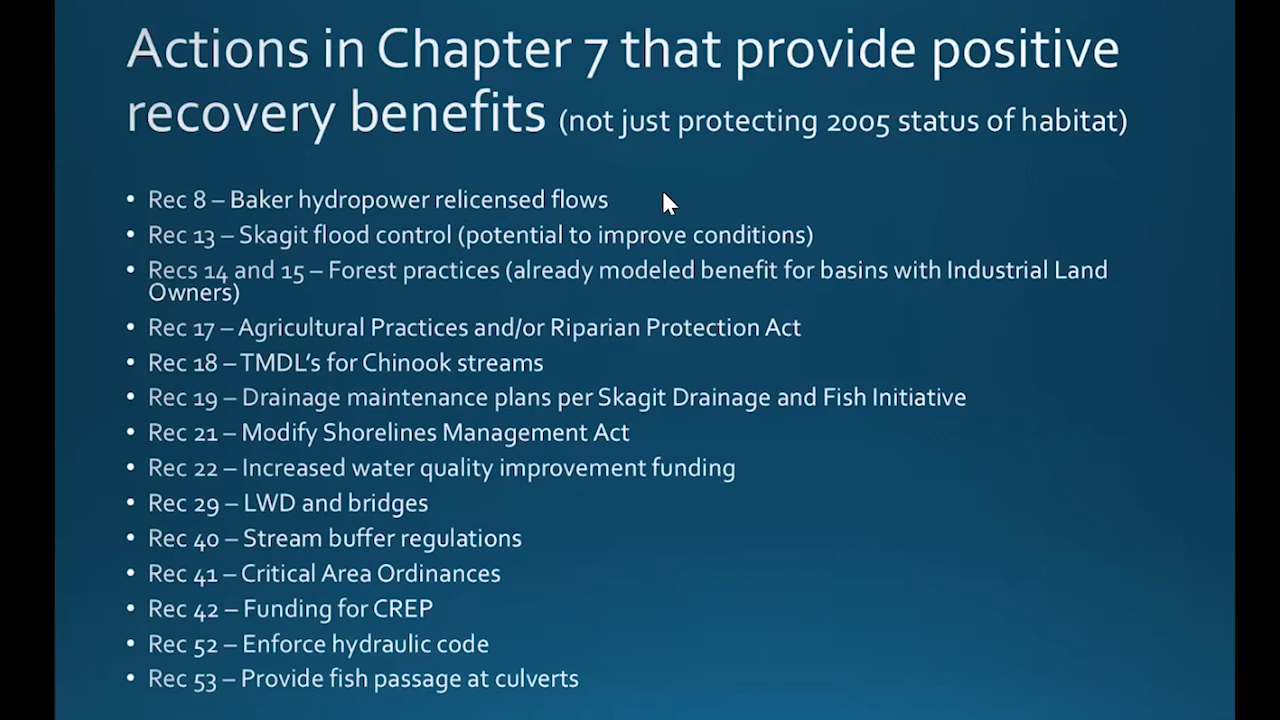 Actions in Chapter 7 that provide positive
recovery benefits (not just protecting 2005 status of habitat)
• Rec 8 – Baker hydropower relicensed flows
• Rec 13 – Skagit flood control (potential to improve conditions)
• Recs 14 and 15 – Forest practices (already modeled benefit for basins with Industrial Land
Owners)
• Rec 17 – Agricultural Practices and/or Riparian Protection Act
• Rec 18 – TMDL’s for Chinook streams
• Rec 19 – Drainage maintenance plans per Skagit Drainage and Fish Initiative
• Rec 21 – Modify Shorelines Management Act
• Rec 22 – Increased water quality improvement funding
• Rec 29 – LWD and bridges
• Rec 40 – Stream buffer regulations
• Rec 41 – Critical Area Ordinances
• Rec 42 – Funding for CREP
• Rec 52 – Enforce hydraulic code
• Rec 53 – Provide fish passage at culverts